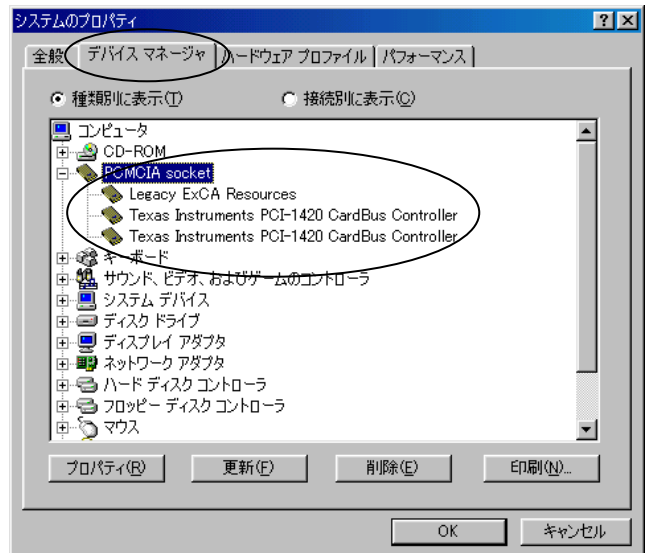 システムのプロパティ
全般 デバイス マネージャ ハードウェア プロファイル パフォーマンス
種類別に表示(T) 接続別に表示(C)
コンピュータ
CD-ROM
PCMCIA socket
Legacy ExCA Resources
Texas Instruments PCI-1420 CardBus Controller
Texas Instruments PCI-1420 CardBus Controller
キーボード
サウンド、ビデオ、およびゲームのコントローラ
システム デバイス
ディスク ドライブ
ディスプレイ アダプタ
ネットワーク アダプタ
ハード ディスク コントローラ
フロッピー ディスク コントローラ
マウス
プロパティ(R) 更新(F) 削除(E) 印刷(N)...
OK キャンセル